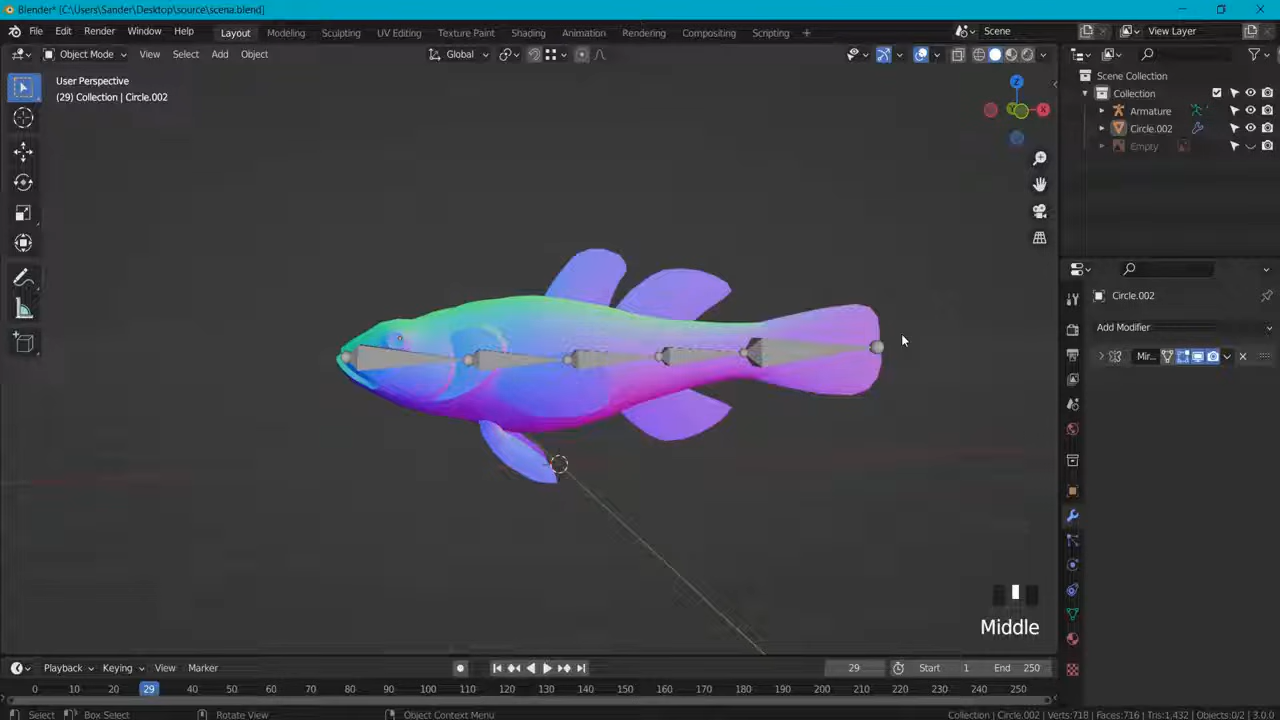 Blender* [C:\Users\Sander\Desktop\source\scena.blend]
File Edit Render Window Help Layout Modeling Sculpting UV Editing Texture Paint Shading Animation Rendering Compositing Scripting + Scene View Layer
Object Mode View Select Add Object Global
User Perspective
(29) Collection | Circle.002
Scene Collection
Collection
Armature
Circle.002
Empty
X
Circle.002
Add Modifier
Mir...
Middle
Playback Keying View Marker 29 Start 1 End 250
0 10 20 29 40 50 60 70 80 90 100 110 120 130 140 150 160 170 180 190 200 210 220 230 240 250
Select Box Select Rotate View Object Context Menu Collection | Circle.002 | Verts:718 | Faces:716 | Tris:1,432 | Objects:0/2 | 3.0.0